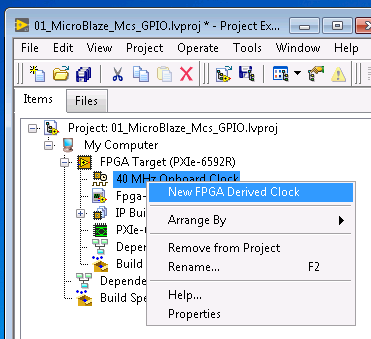 01_MicroBlaze_Mcs_GPIO.lvproj * - Project Ex...
File Edit View Project Operate Tools Window Help
Items Files
Project: 01_MicroBlaze_Mcs_GPIO.lvproj
My Computer
FPGA Target (PXIe-6592R)
40 MHz Onboard Clock
New FPGA Derived Clock
Fpga-
IP Bui
Arrange By
PXIe-6
Depe
Remove from Project
Build
Rename... F2
Depende
Build Spe
Help...
Properties